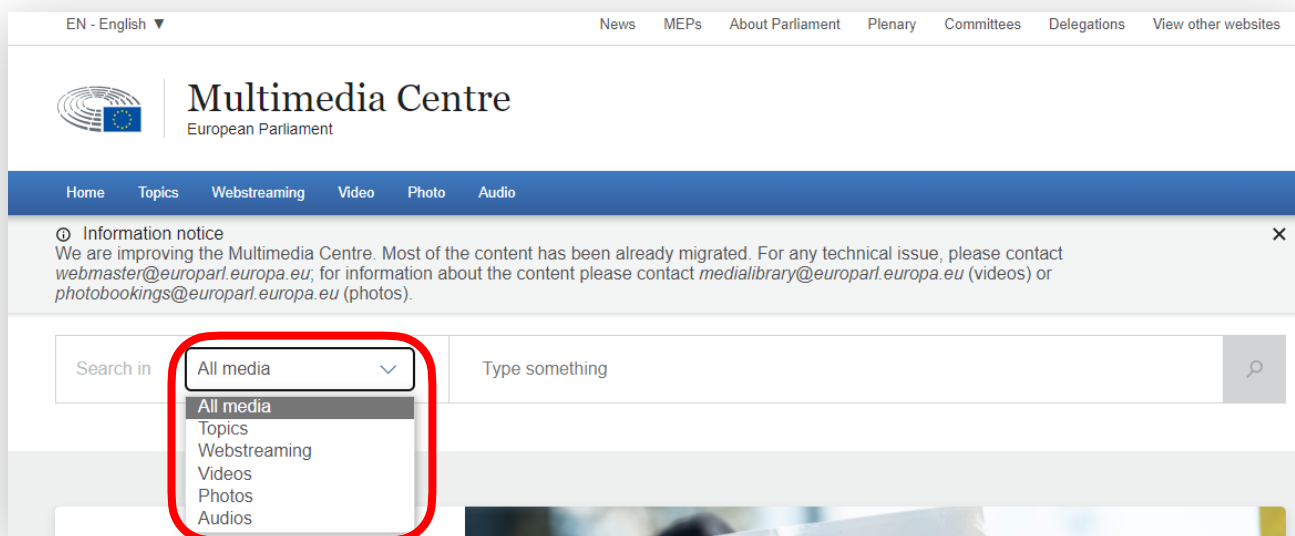 EN - English ▼ News MEPs About Parliament Plenary Committees Delegations View other websites
Multimedia Centre
European Parliament
Home Topics Webstreaming Video Photo Audio
Information notice
We are improving the Multimedia Centre. Most of the content has been already migrated. For any technical issue, please contact
webmaster@europarl.europa.eu; for information about the content please contact medialibrary@europarl.europa.eu (videos) or
photobookings@europarl.europa.eu (photos).
Search in All media Type something
All media
Topics
Webstreaming
Videos
Photos
Audios